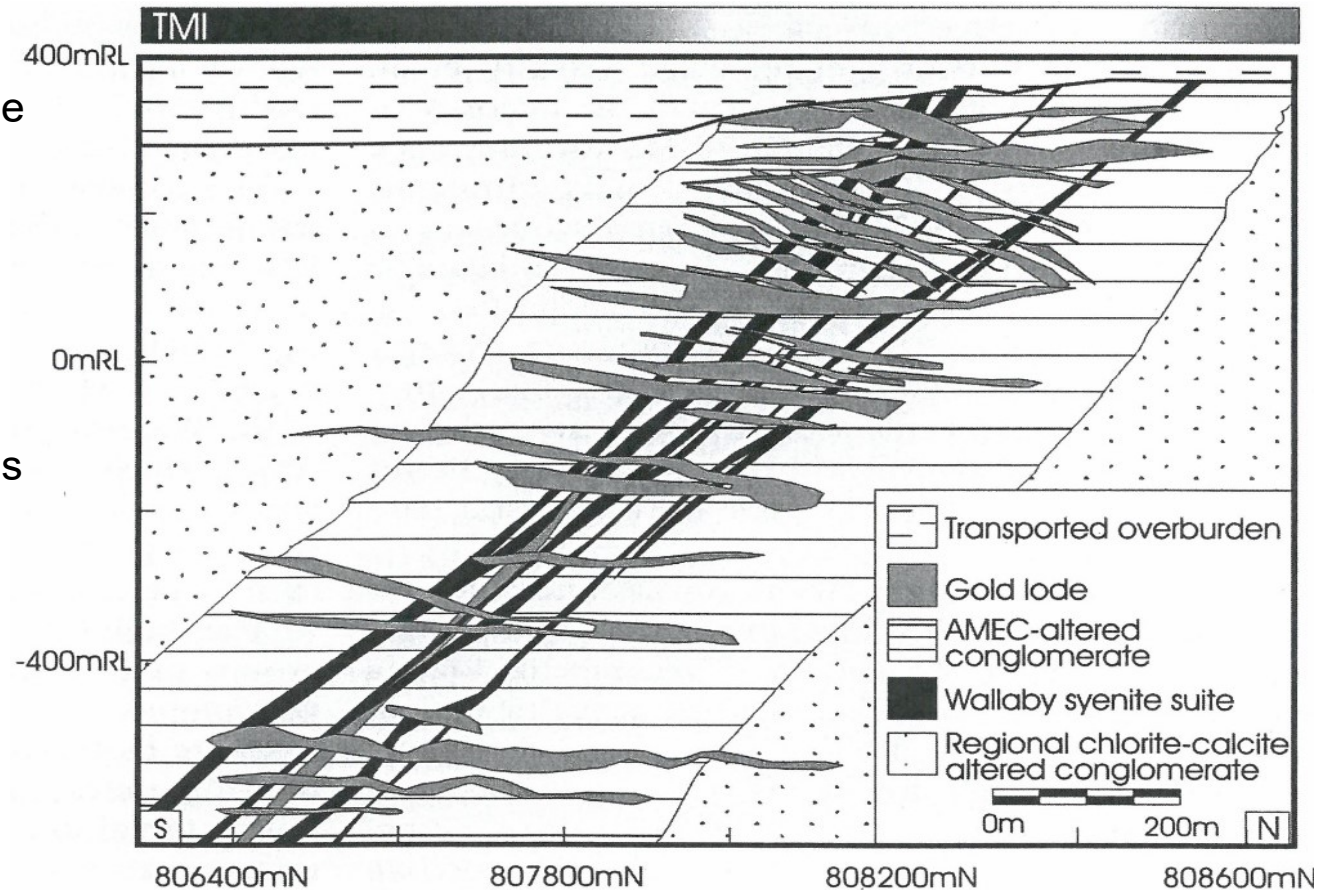 TMI
400mRL
e
0mRL
s
-400mRL
Transported overburden
Gold lode
AMEC-altered
conglomerate
Wallaby syenite suite
Regional chlorite-calcite
altered conglomerate
0m 200m
S
N
806400mN 807800mN 808200mN 808600mN